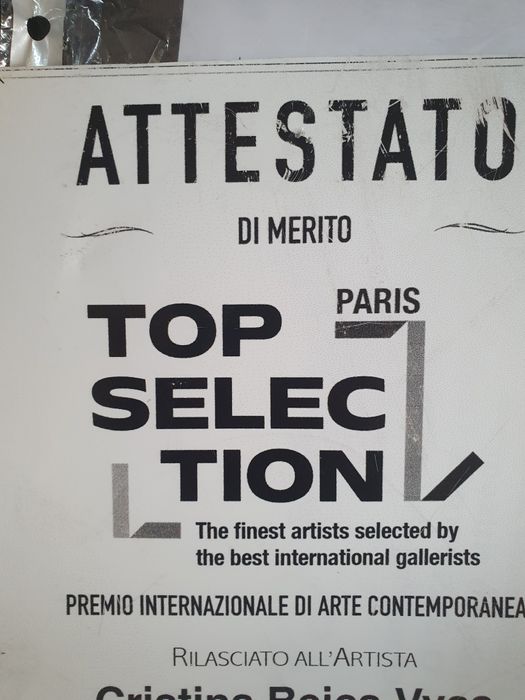 ATTESTATO
DI MERITO
PARIS
TOP
SELEC
TION
The finest artists selected by
the best international gallerists
PREMIO INTERNAZIONALE DI ARTE CONTEMPORANEA
RILASCIATO ALL'ARTISTA
Cristina